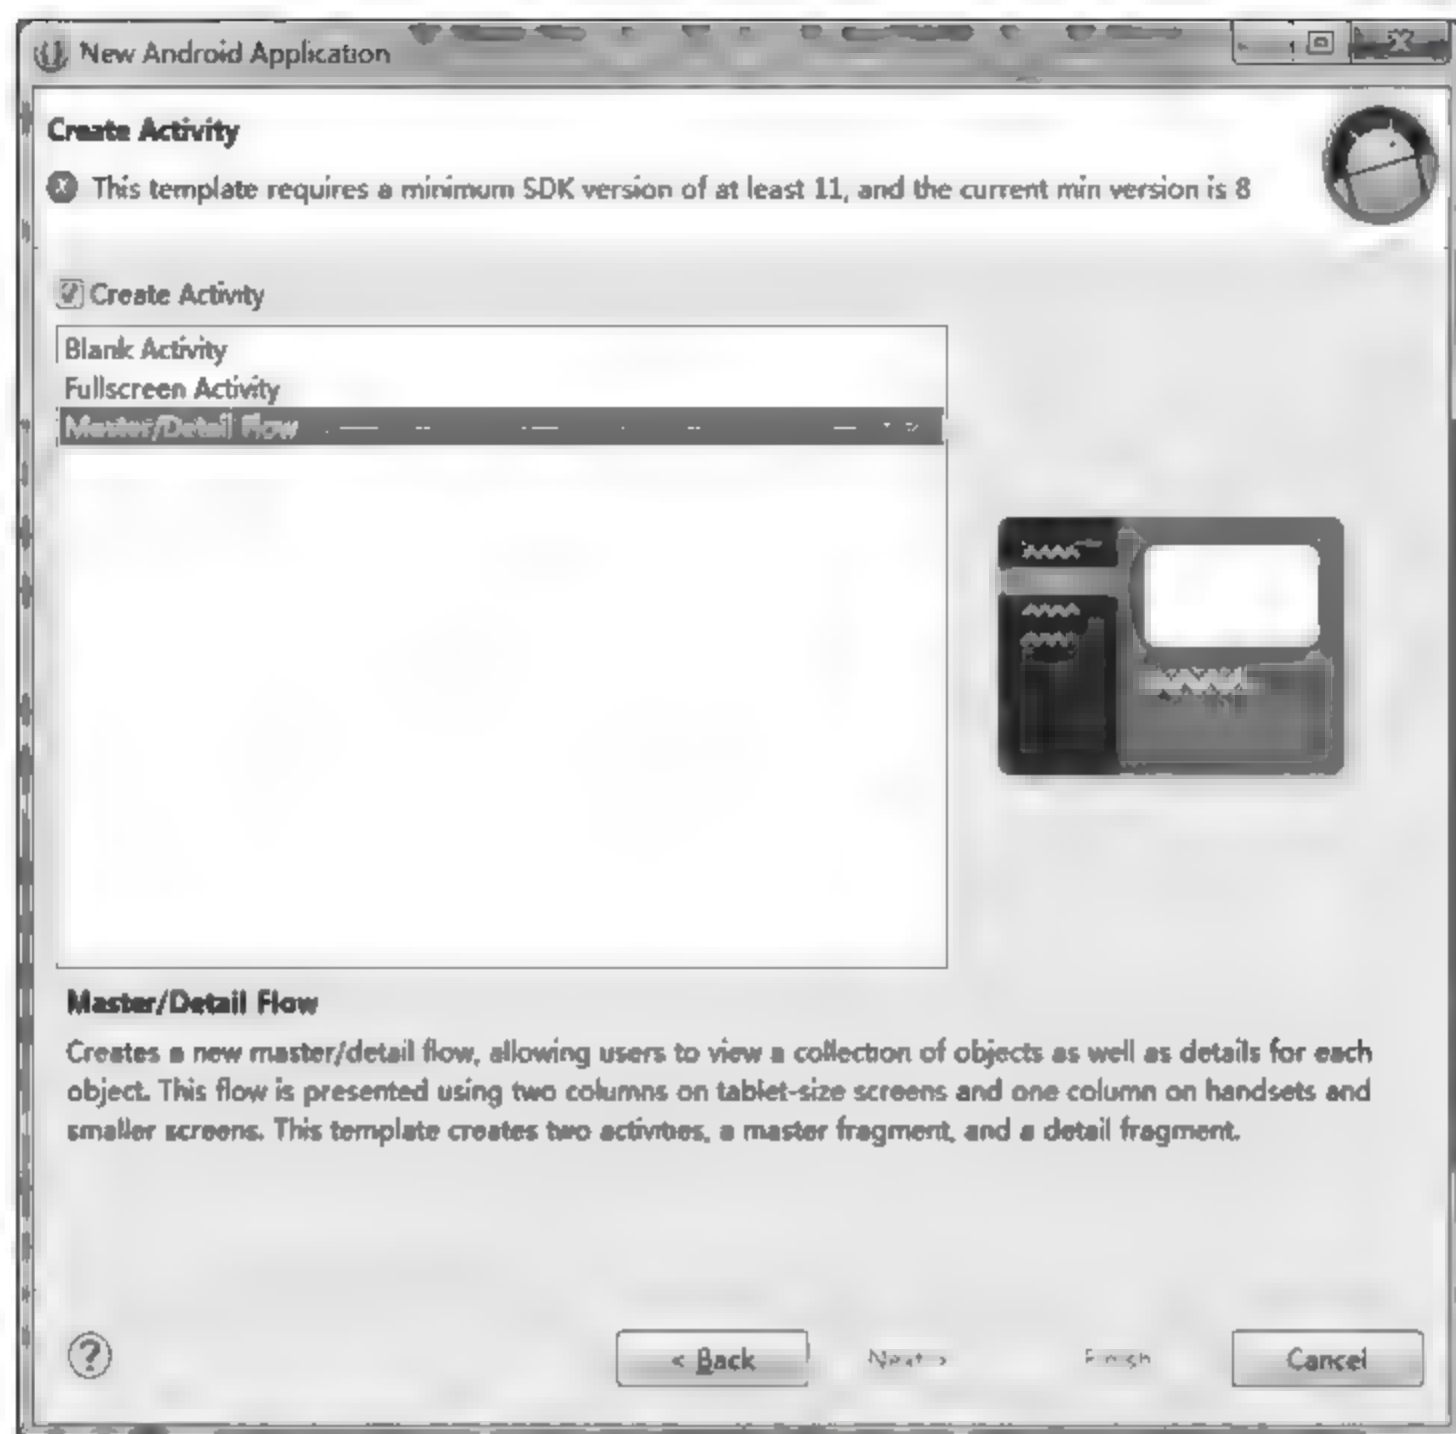 New Android Application
Create Activity
This template requires a minimum SDK version of at least 11, and the current min version is 8
Create Activity
Blank Activity
Fullscreen Activity
Master/Detail Flow
Master/Detail Flow
Creates a new master/detail flow, allowing users to view a collection of objects as well as details for each
object. This flow is presented using two columns on tablet-size screens and one column on handsets and
smaller screens. This template creates two activities, a master fragment, and a detail fragment.
?
< Back
Next >
Finish
Cancel